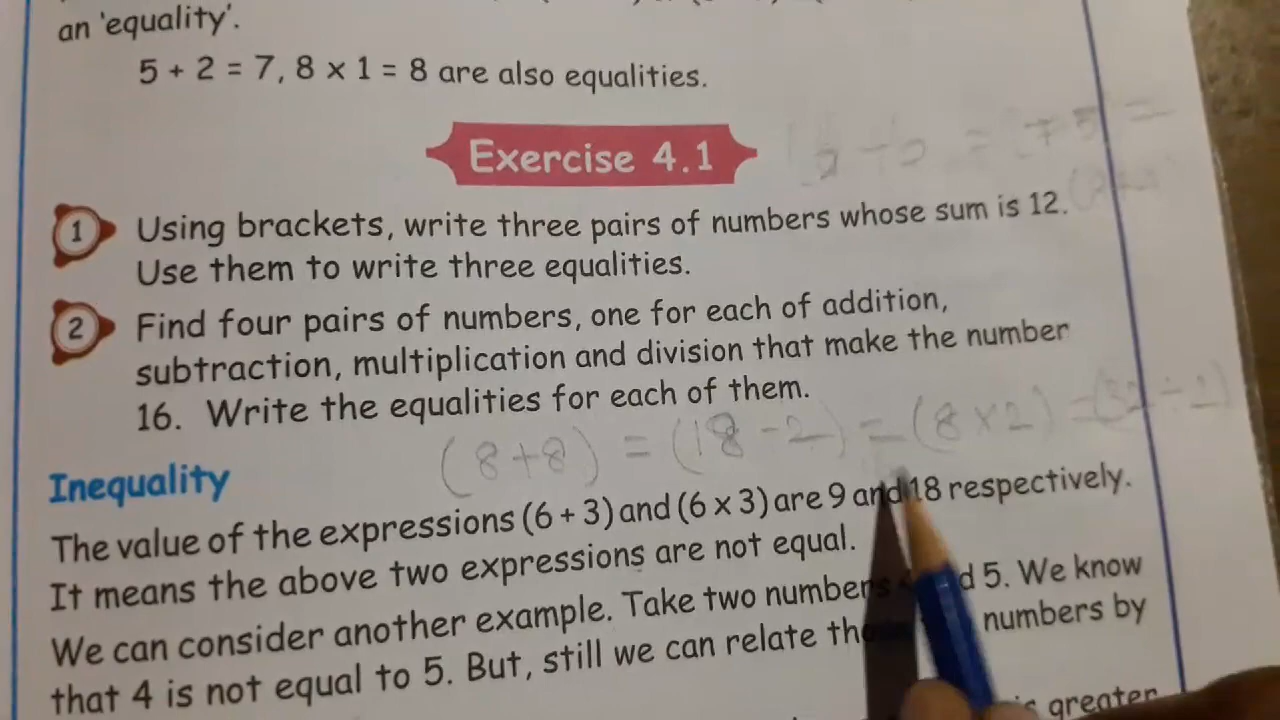 an 'equality'.
5 + 2 = 7, 8 × 1 = 8 are also equalities.
Exercise 4.1
1 Using brackets, write three pairs of numbers whose sum is 12.
Use them to write three equalities.
2 Find four pairs of numbers, one for each of addition,
subtraction, multiplication and division that make the number
16. Write the equalities for each of them.
(8+8) = (18-2) = (8×2) = (32÷2)
Inequality
The value of the expressions (6 + 3) and (6 × 3) are 9 and 18 respectively.
It means the above two expressions are not equal.
We can consider another example. Take two numbers 5. We know
that 4 is not equal to 5. But, still we can relate numbers by
greater